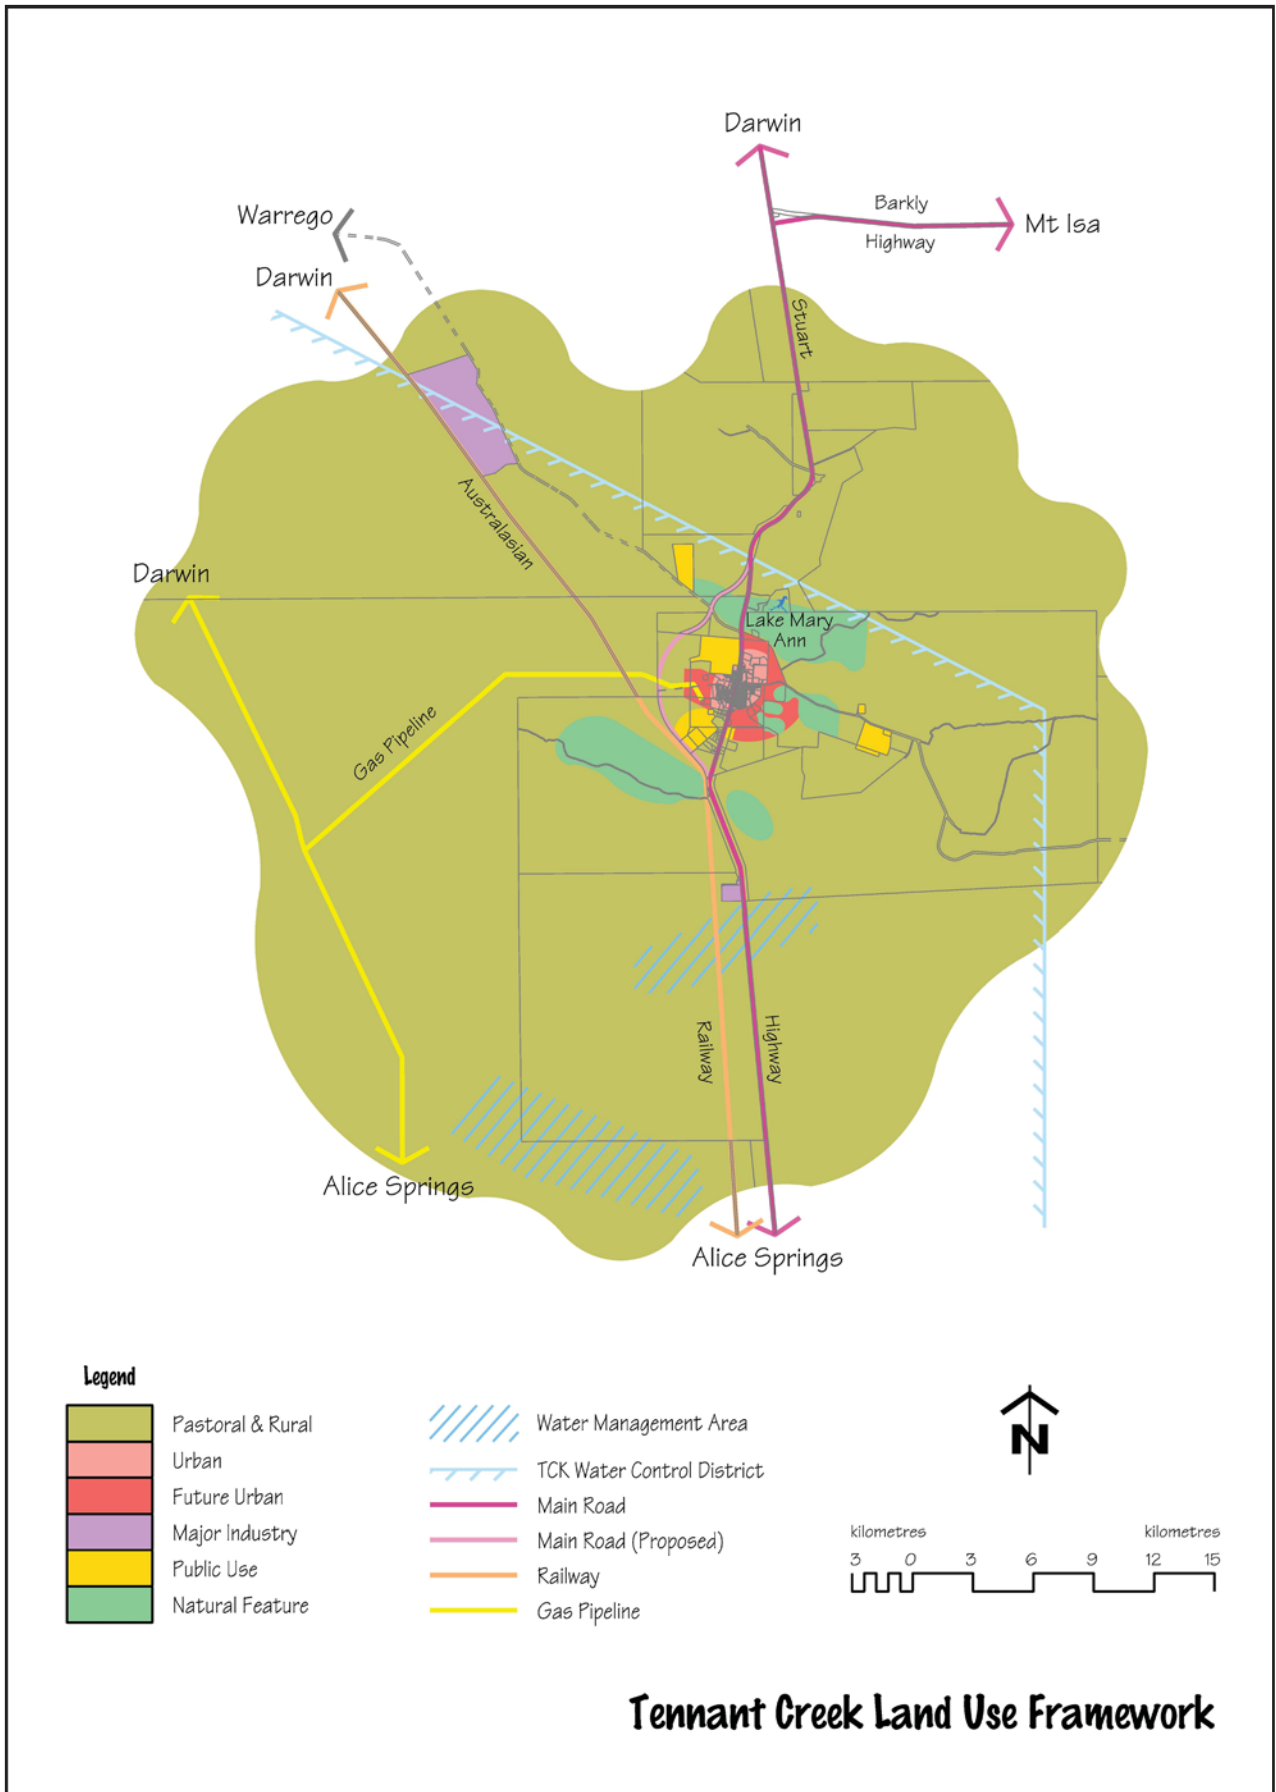 Darwin
Warrego
Barkly
Highway
Mt Isa
Darwin
Stuart
Australasian
Darwin
Lake Mary
Ann
Gas Pipeline
Railway
Highway
Alice Springs
Alice Springs
Legend
Pastoral & Rural
Urban
Future Urban
Major Industry
Public Use
Natural Feature
Water Management Area
TCK Water Control District
Main Road
Main Road (Proposed)
Railway
Gas Pipeline
N
kilometres kilometres
3 0 3 6 9 12 15
Tennant Creek Land Use Framework